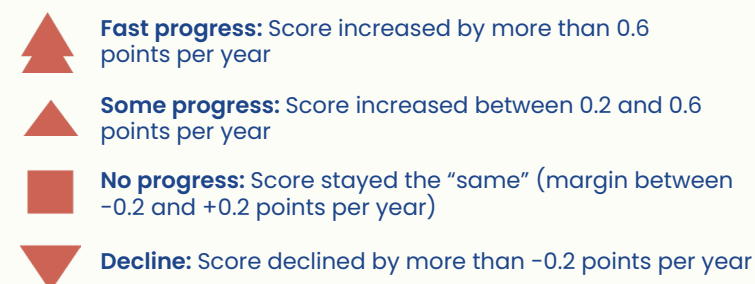 Fast progress: Score increased by more than 0.6
points per year
Some progress: Score increased between 0.2 and 0.6
points per year
No progress: Score stayed the “same” (margin between
-0.2 and +0.2 points per year)
Decline: Score declined by more than -0.2 points per year